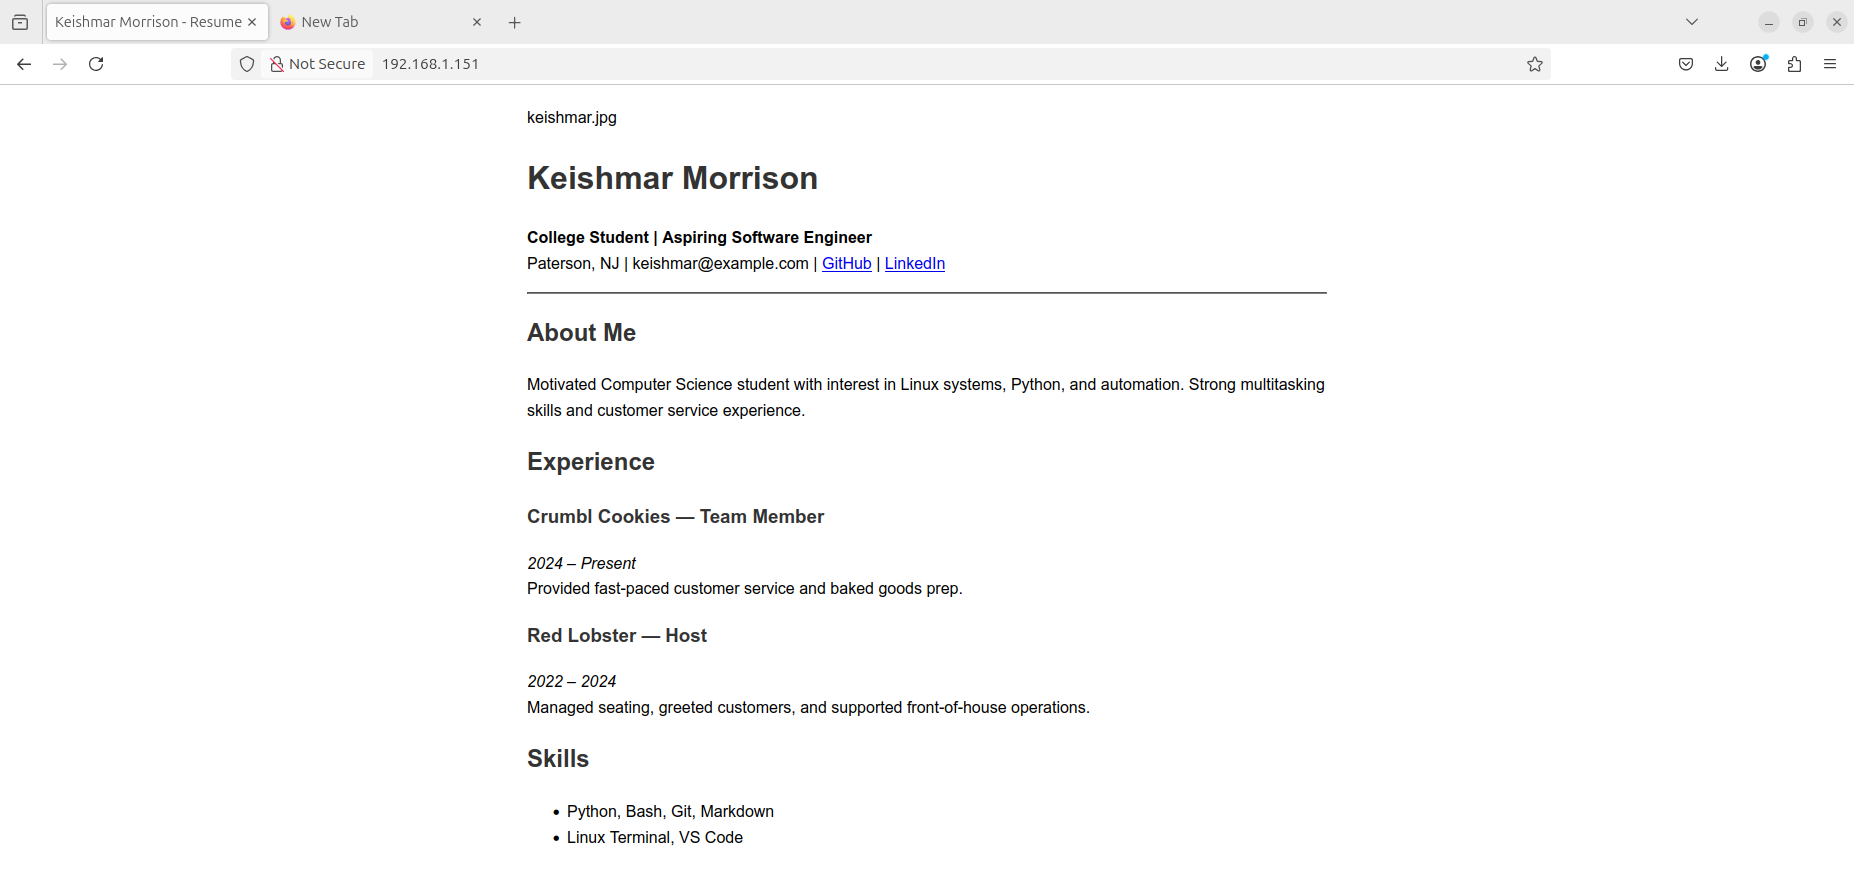 Keishmar Morrison - Resume
New Tab
Not Secure
192.168.1.151
keishmar.jpg
Keishmar Morrison
College Student | Aspiring Software Engineer
Paterson, NJ | keishmar@example.com | GitHub | LinkedIn
About Me
Motivated Computer Science student with interest in Linux systems, Python, and automation. Strong multitasking
skills and customer service experience.
Experience
Crumbl Cookies — Team Member
2024 – Present
Provided fast-paced customer service and baked goods prep.
Red Lobster — Host
2022 – 2024
Managed seating, greeted customers, and supported front-of-house operations.
Skills
• Python, Bash, Git, Markdown
• Linux Terminal, VS Code